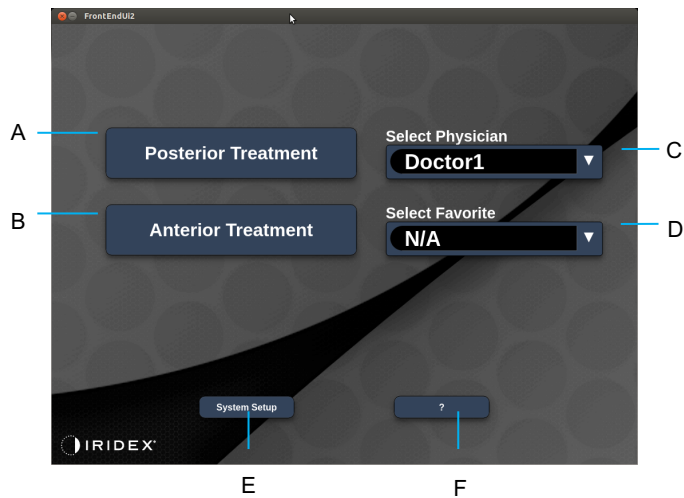 FrontEndUi2
A
Posterior Treatment
Select Physician
Doctor1
▼
C
B
Anterior Treatment
Select Favorite
N/A
▼
D
System Setup
?
IRIDEX
E
F